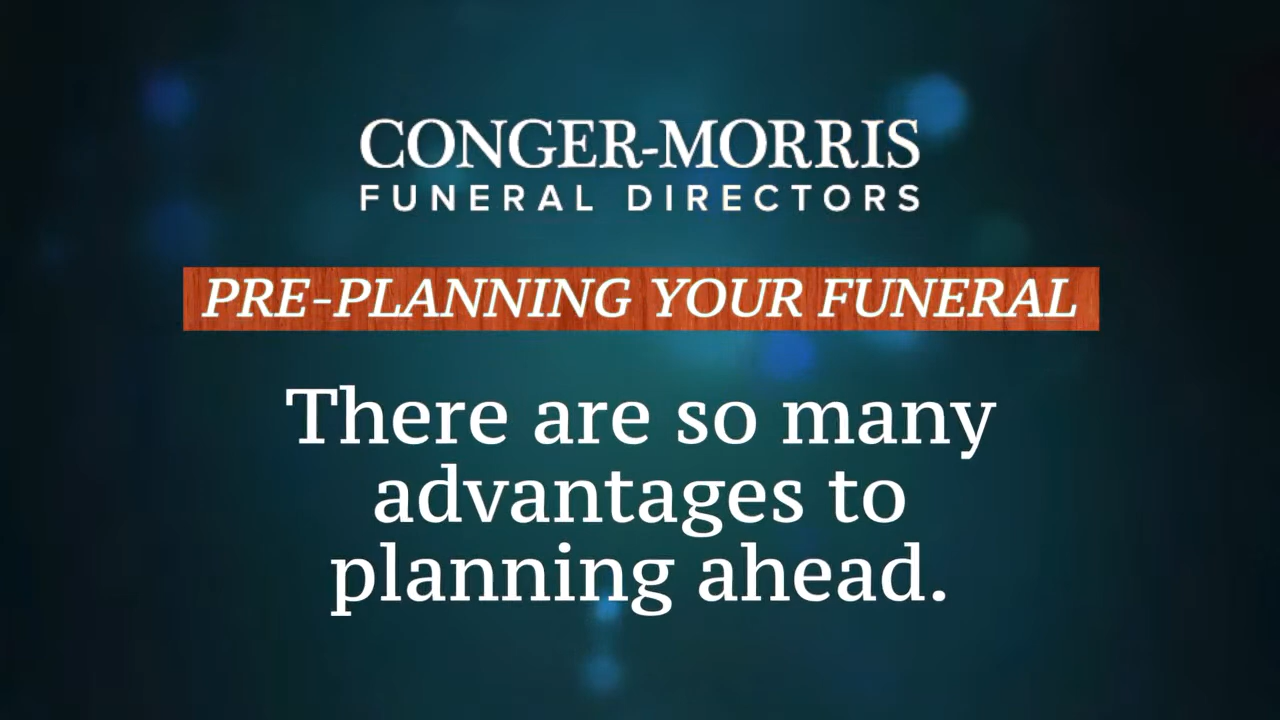 CONGER-MORRIS
FUNERAL DIRECTORS
PRE-PLANNING YOUR FUNERAL
There are so many
advantages to
planning ahead.